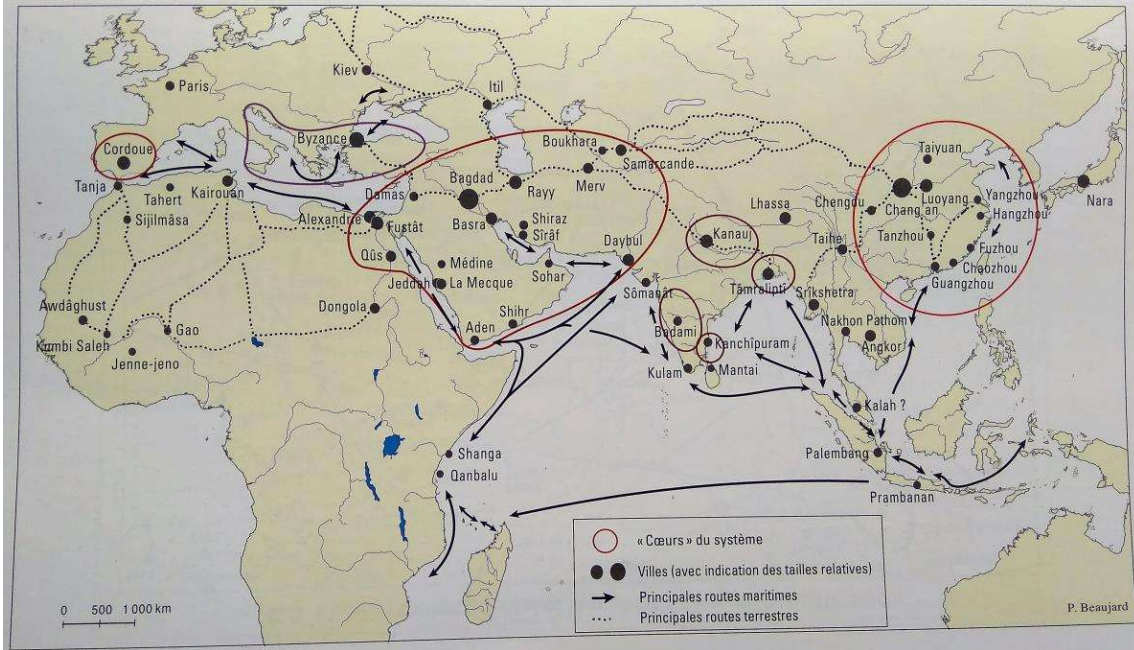 Kiev
Itil
Paris
Byzance
Cordoue
Boukhara
Samarcande
Taiyuan
Tanja
Tahert
Kairouan
Damas
Bagdad
Rayy
Merv
Lhassa
Chengdu
Chang'an
Luoyang
Yangzhou
Hangzhou
Nara
Sijilmâsa
Alexandrie
Fustât
Basra
Shiraz
Sîrâf
Kanauj
Taihe
Tanzhou
Fuzhou
Chaozhou
Guangzhou
Qûs
Médine
Sohar
Daybul
Jeddah
La Mecque
Sômanât
Tâmralipti
Srikshetra
Awdâghust
Dongola
Shihr
Aden
Badami
Nakhon Pathom
Angkor
Kumbi Saleh
Gao
Jenne-jeno
Kanchîpuram
Kulam
Mantai
Kalah ?
Shanga
Palembang
Qanbalu
Prambanan
« Cœurs » du système
Villes (avec indication des tailles relatives)
Principales routes maritimes
Principales routes terrestres
0 500 1 000 km
P. Beaujard